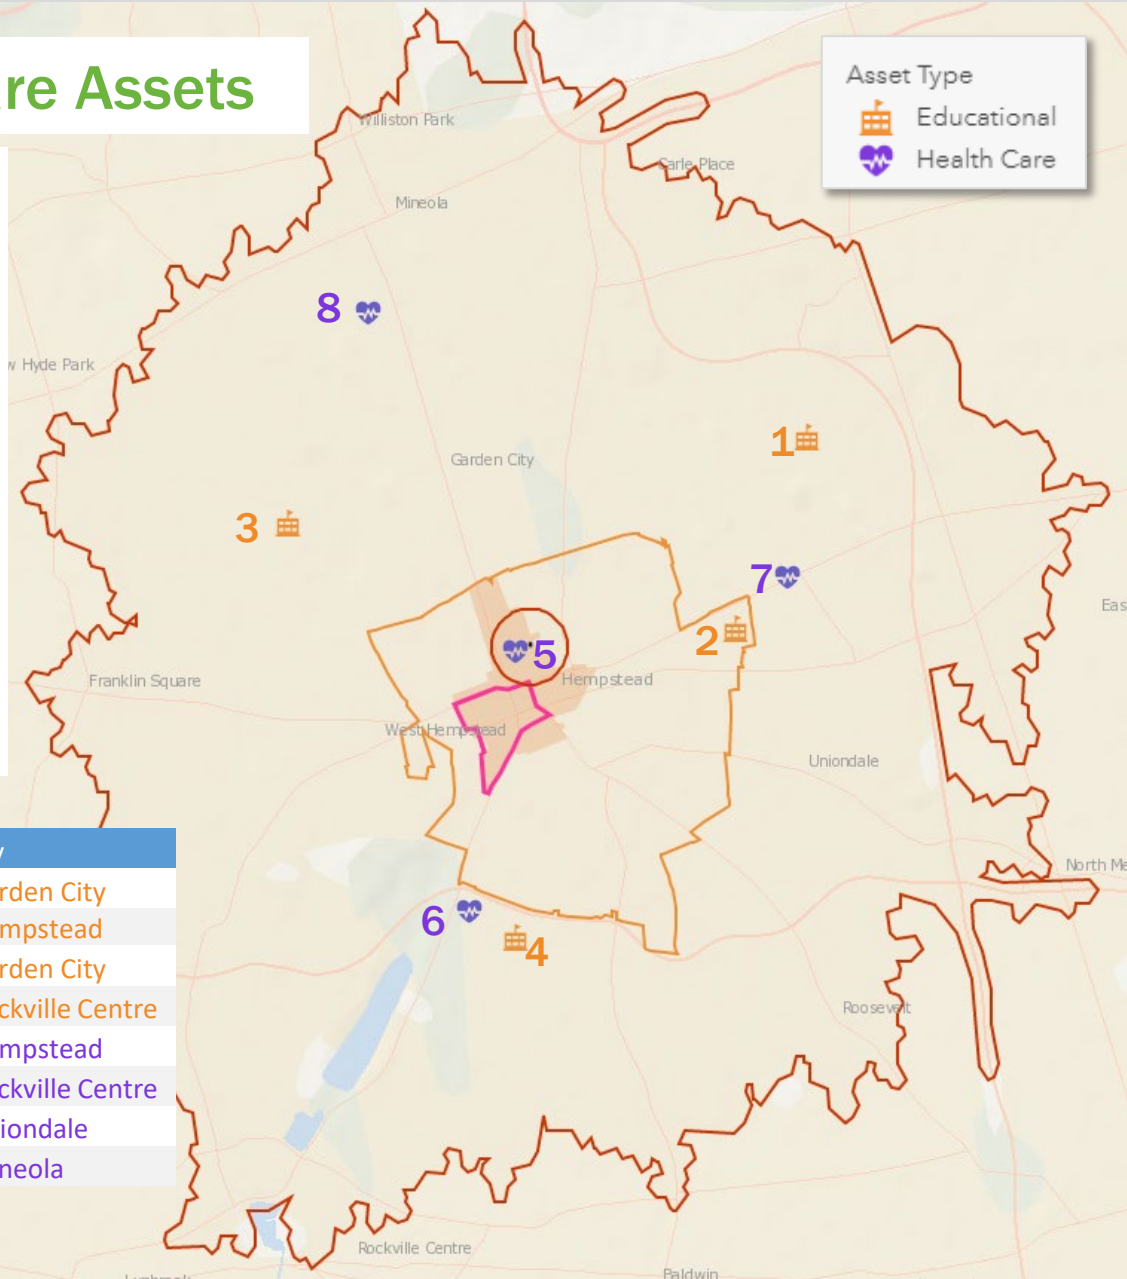 re Assets
Asset Type
Educational
Health Care
Williston Park
Carle Place
Mineola
8
w Hyde Park
1
Garden City
3
7
2
5
Eas
Franklin Square
Hempstead
West Hempstead
Uniondale
y
rden City
North Me
mpstead
6
4
rden City
ckville Centre
Roosevelt
mpstead
ckville Centre
iondale
neola
Rockville Centre
Baldwin